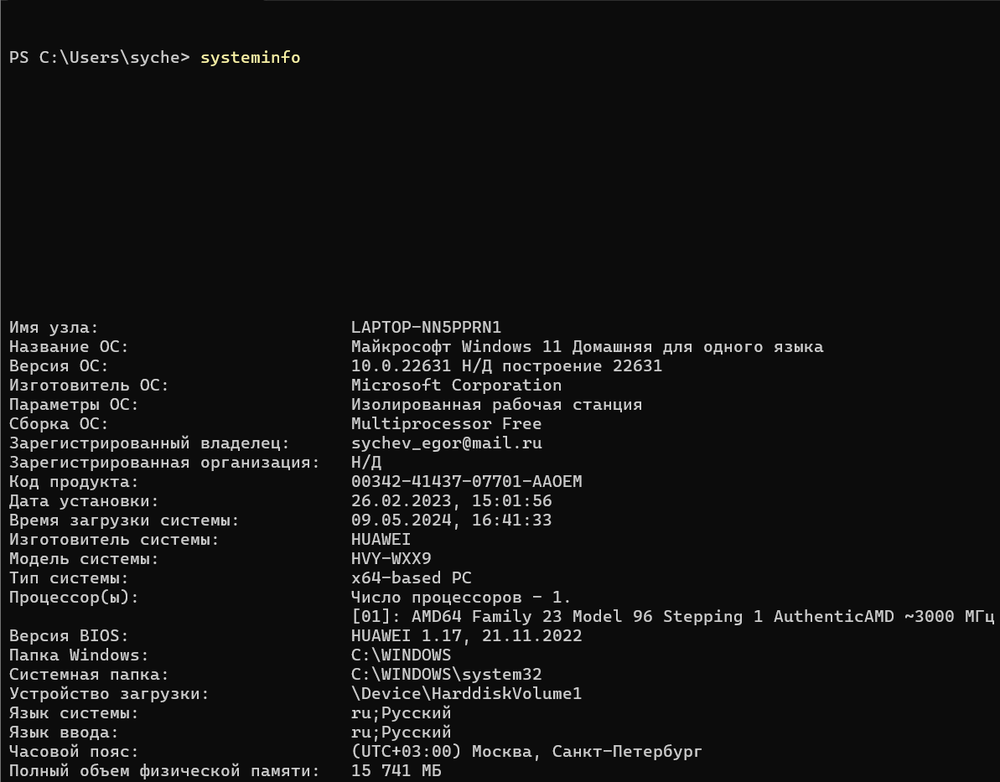 PS C:\Users\syche> systeminfo
Имя узла: LAPTOP-NN5PPRN1
Название ОС: Майкрософт Windows 11 Домашняя для одного языка
Версия ОС: 10.0.22631 Н/Д построение 22631
Изготовитель ОС: Microsoft Corporation
Параметры ОС: Изолированная рабочая станция
Сборка ОС: Multiprocessor Free
Зарегистрированный владелец: sychev_egor@mail.ru
Зарегистрированная организация: Н/Д
Код продукта: 00342-41437-07701-AAOEM
Дата установки: 26.02.2023, 15:01:56
Время загрузки системы: 09.05.2024, 16:41:33
Изготовитель системы: HUAWEI
Модель системы: HVY-WXX9
Тип системы: x64-based PC
Процессор(ы): Число процессоров - 1.
[01]: AMD64 Family 23 Model 96 Stepping 1 AuthenticAMD ~3000 МГц
Версия BIOS: HUAWEI 1.17, 21.11.2022
Папка Windows: C:\WINDOWS
Системная папка: C:\WINDOWS\system32
Устройство загрузки: \Device\HarddiskVolume1
Язык системы: ru;Русский
Язык ввода: ru;Русский
Часовой пояс: (UTC+03:00) Москва, Санкт-Петербург
Полный объем физической памяти: 15 741 МБ